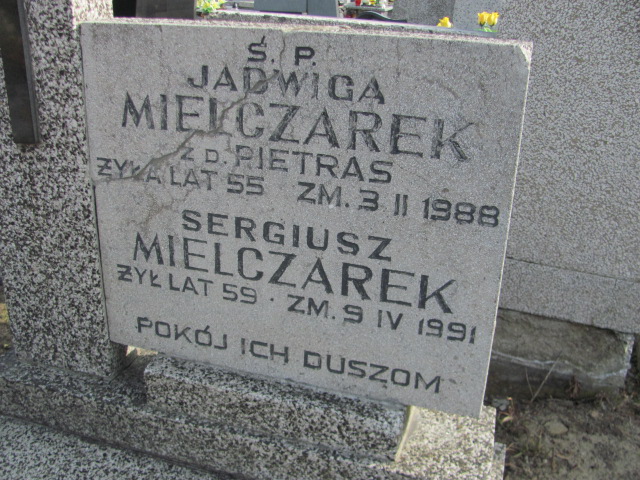 Ś. P.
JADWIGA
MIELCZAREK
Z D. PIETRAS
ŻYŁA LAT 55 ZM. 3 II 1988
SERGIUSZ
MIELCZAREK
ŻYŁ LAT 59 · ZM. 9 IV 1991
POKÓJ ICH DUSZOM